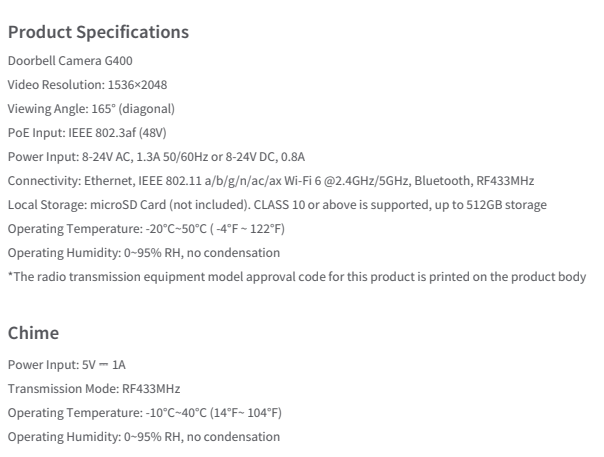 Product Specifications
Doorbell Camera G400
Video Resolution: 1536×2048
Viewing Angle: 165° (diagonal)
PoE Input: IEEE 802.3af (48V)
Power Input: 8-24V AC, 1.3A 50/60Hz or 8-24V DC, 0.8A
Connectivity: Ethernet, IEEE 802.11 a/b/g/n/ac/ax Wi-Fi 6 @2.4GHz/5GHz, Bluetooth, RF433MHz
Local Storage: microSD Card (not included). CLASS 10 or above is supported, up to 512GB storage
Operating Temperature: -20°C~50°C ( -4°F ~ 122°F)
Operating Humidity: 0~95% RH, no condensation
*The radio transmission equipment model approval code for this product is printed on the product body
Chime
Power Input: 5V ⎓ 1A
Transmission Mode: RF433MHz
Operating Temperature: -10°C~40°C (14°F~ 104°F)
Operating Humidity: 0~95% RH, no condensation